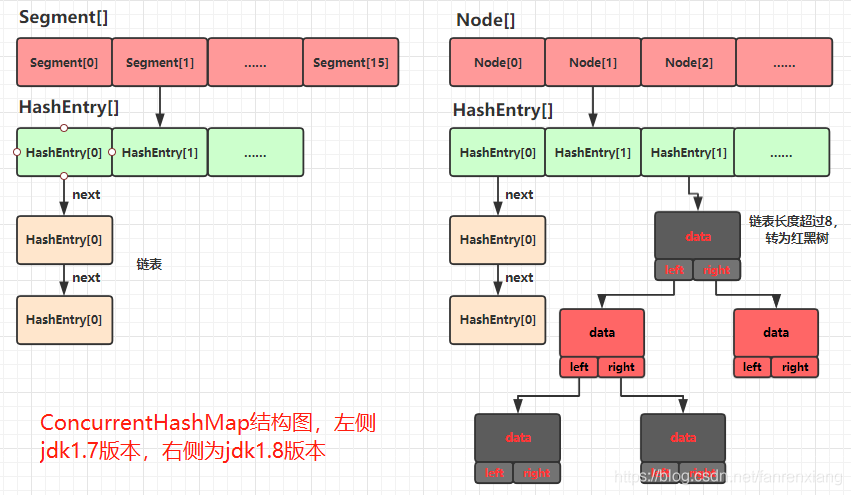 Segment[]
Segment[0]
Segment[1]
......
Segment[15]
HashEntry[]
HashEntry[0]
HashEntry[1]
......
next
HashEntry[0]
next
链表
HashEntry[0]
ConcurrentHashMap结构图，左侧
jdk1.7版本，右侧为jdk1.8版本
Node[]
Node[0]
Node[1]
Node[2]
......
HashEntry[]
HashEntry[0]
HashEntry[1]
HashEntry[1]
......
next
HashEntry[0]
next
HashEntry[0]
链表长度超过8，
转为红黑树
data
left
right
data
left
right
data
left
right
data
left
right
data
left
right
https://blog.csdn.net/fanrenxiang